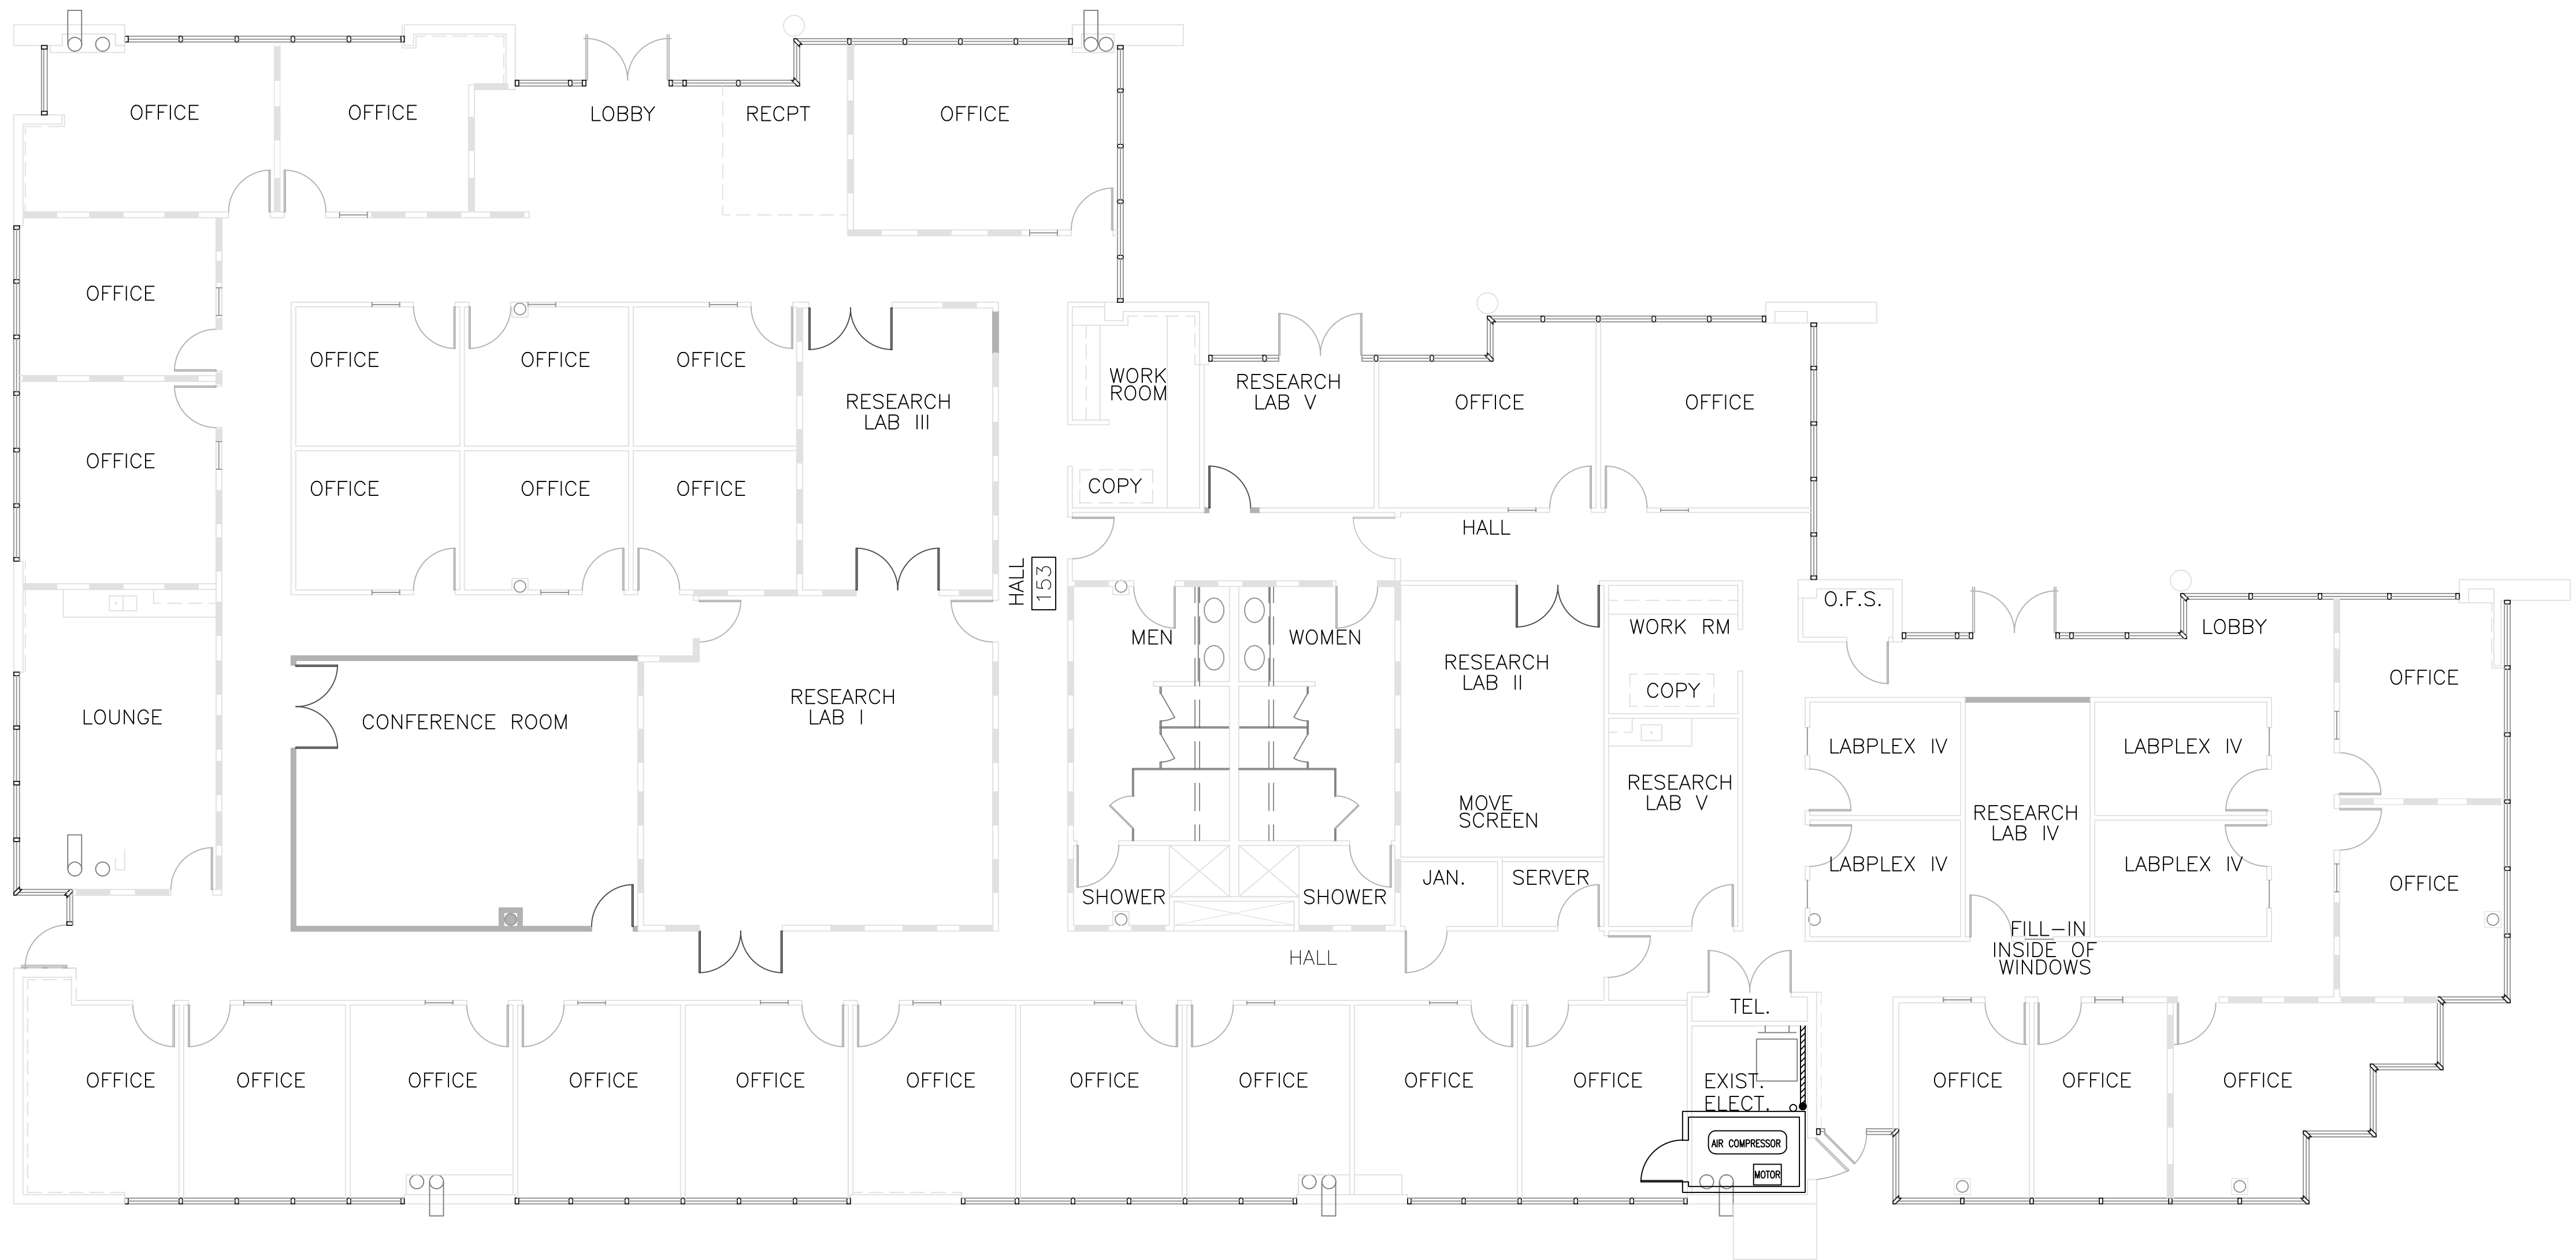 OFFICE
OFFICE
LOBBY
RECPT
OFFICE
OFFICE
OFFICE
OFFICE
OFFICE
OFFICE
OFFICE
OFFICE
OFFICE
RESEARCH
LAB III
HALL
153
WORK
ROOM
COPY
RESEARCH
LAB V
OFFICE
OFFICE
HALL
LOUNGE
CONFERENCE ROOM
RESEARCH
LAB I
MEN
WOMEN
SHOWER
SHOWER
RESEARCH
LAB II
MOVE
SCREEN
JAN.
SERVER
WORK RM
COPY
RESEARCH
LAB V
O.F.S.
LOBBY
OFFICE
LABPLEX IV
LABPLEX IV
RESEARCH
LAB IV
LABPLEX IV
LABPLEX IV
OFFICE
FILL-IN
INSIDE OF
WINDOWS
HALL
TEL.
OFFICE
OFFICE
OFFICE
OFFICE
OFFICE
OFFICE
OFFICE
OFFICE
OFFICE
OFFICE
EXIST.
ELECT.
AIR COMPRESSOR
MOTOR
OFFICE
OFFICE
OFFICE